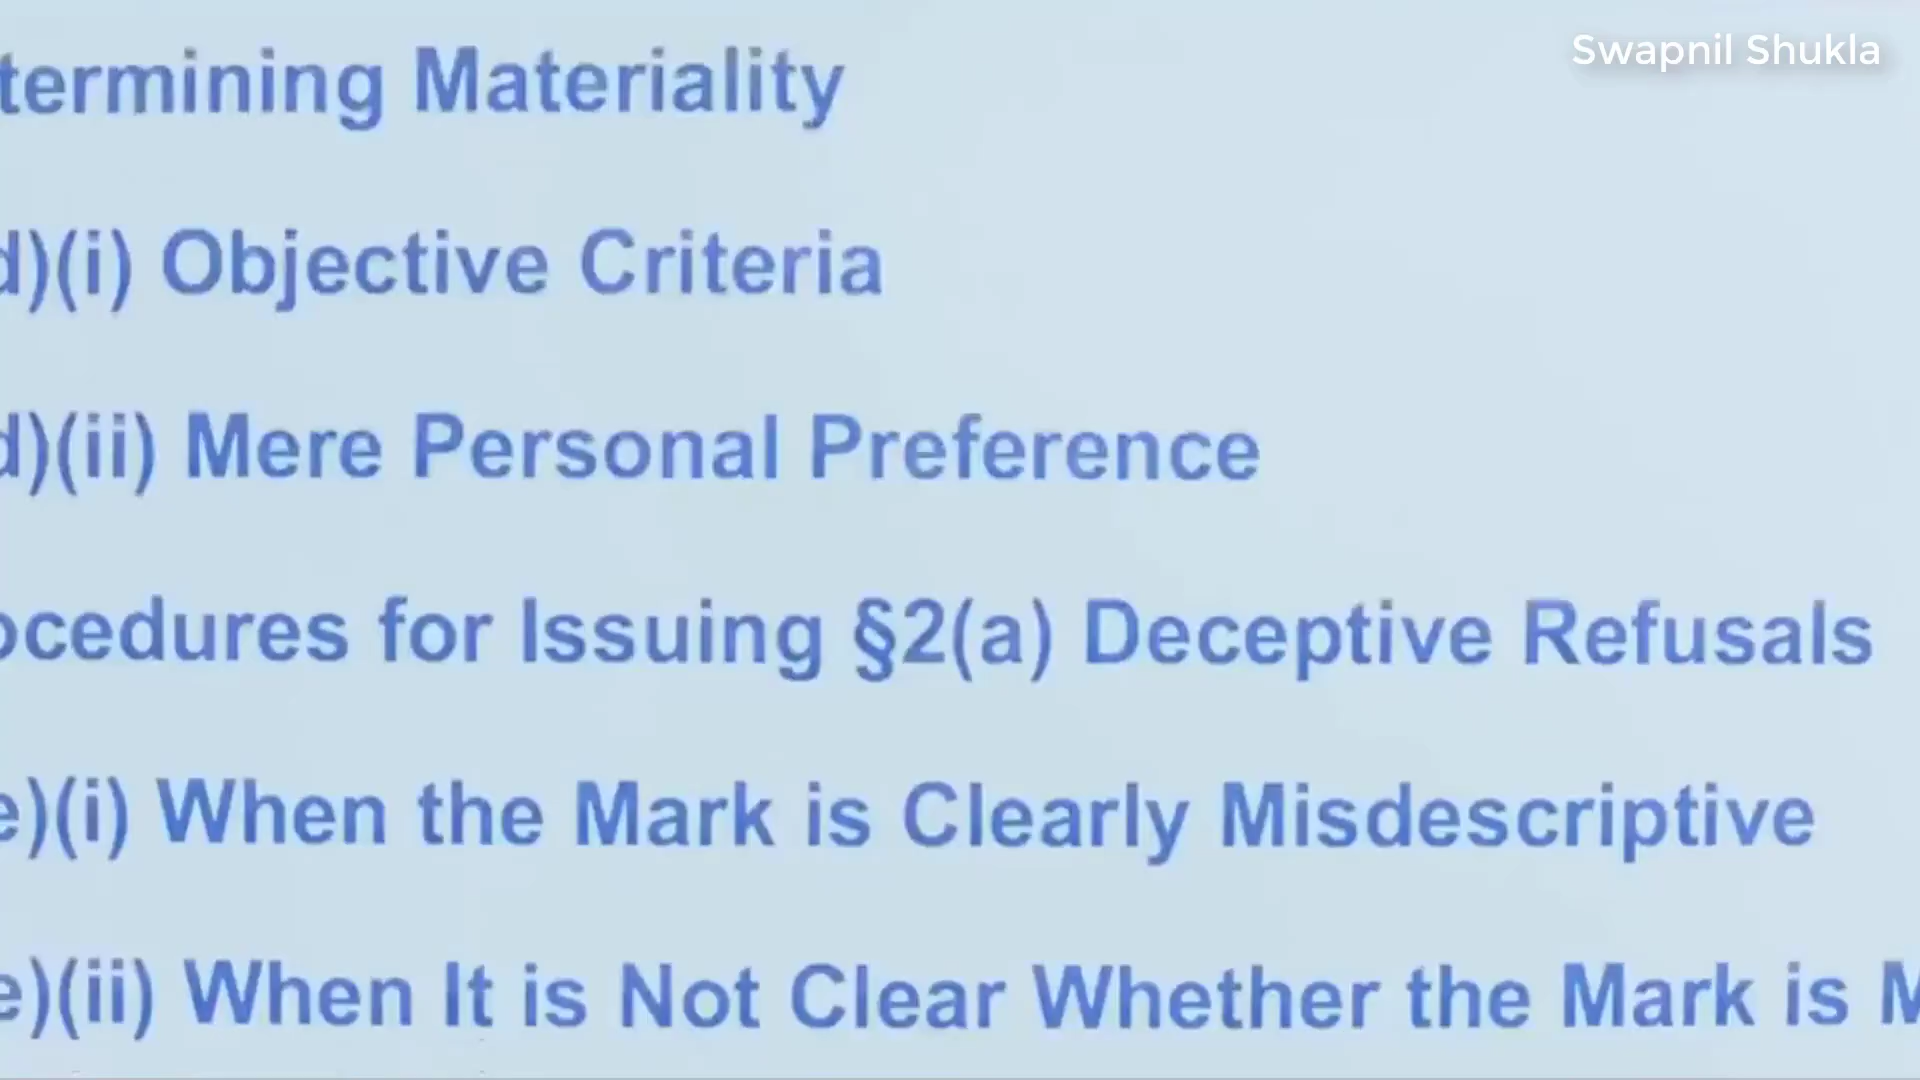 Swapnil Shukla
termining Materiality
d)(i) Objective Criteria
d)(ii) Mere Personal Preference
ocedures for Issuing §2(a) Deceptive Refusals
e)(i) When the Mark is Clearly Misdescriptive
e)(ii) When It is Not Clear Whether the Mark is M